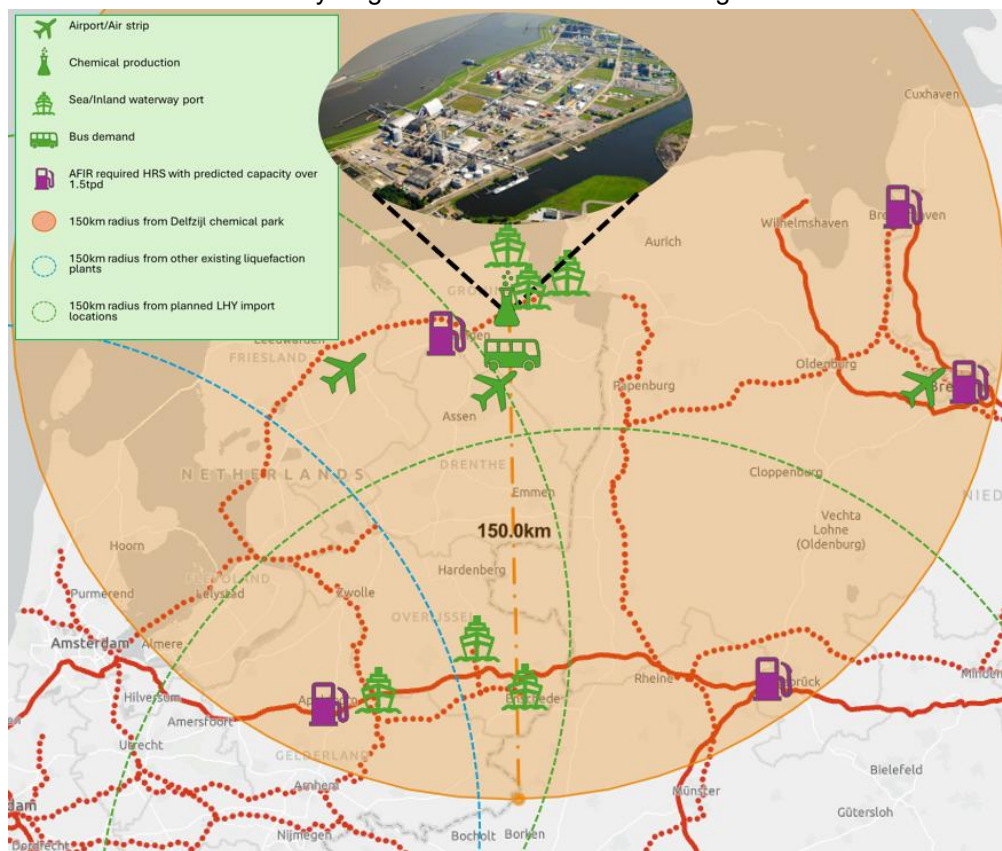 Airport/Air strip
Chemical production
Sea/Inland waterway port
Bus demand
AFIR required HRS with predicted capacity over
1.5tpd
150km radius from Delfzijl chemical park
150km radius from other existing liquefaction
plants
150km radius from planned LHY import
locations
Cuxhaven
Wilhelmshaven
Aurich
FRIESLAND
Oldenburg
Papenburg
Assen
NETHERLANDS
DRENTHE
Cloppenburg
Emmen
Vechta
Lohne
(Oldenburg)
150.0km
Hoorn
Hardenberg
FLEVOLAND
Lelystad
Zwolle
Purmerend
OVERIJSSEL
Amsterdam
Almere
Rheine
Minden
Hilversum
Amersfoort
Utrecht
GELDERLAND
Bielefeld
Arnhem
Münster
Gütersloh
Nijmegen
Bocholt
Borken
Dordrecht